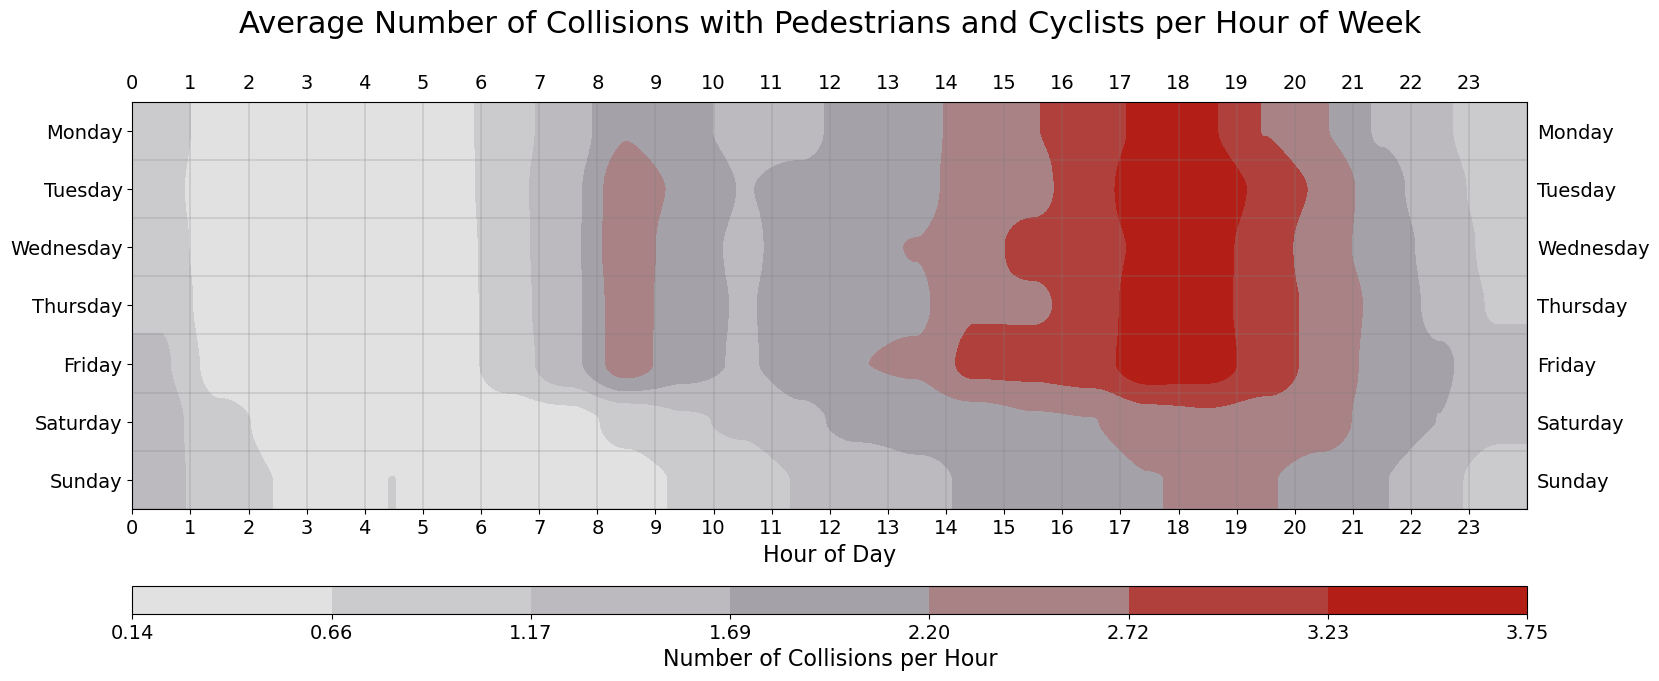 Average Number of Collisions with Pedestrians and Cyclists per Hour of Week
0 1 2 3 4 5 6 7 8 9 10 11 12 13 14 15 16 17 18 19 20 21 22 23
Monday Monday
Tuesday Tuesday
Wednesday Wednesday
Thursday Thursday
Friday Friday
Saturday Saturday
Sunday Sunday
0 1 2 3 4 5 6 7 8 9 10 11 12 13 14 15 16 17 18 19 20 21 22 23
Hour of Day
0.14 0.66 1.17 1.69 2.20 2.72 3.23 3.75
Number of Collisions per Hour